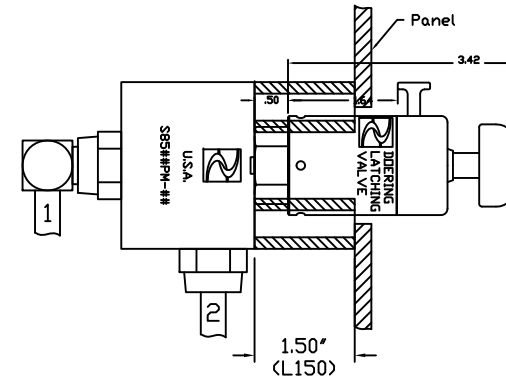 Panel
3.42
.50
.64
S85##PM-##
U.S.A.
DOERING
LATCHING
VALVE
1
2
1.50"
(L150)